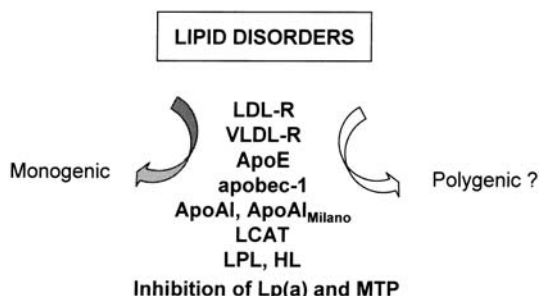 LIPID DISORDERS
LDL-R
VLDL-R
ApoE
Monogenic
apobec-1
Polygenic ?
ApoAI, ApoAIMilano
LCAT
LPL, HL
Inhibition of Lp(a) and MTP